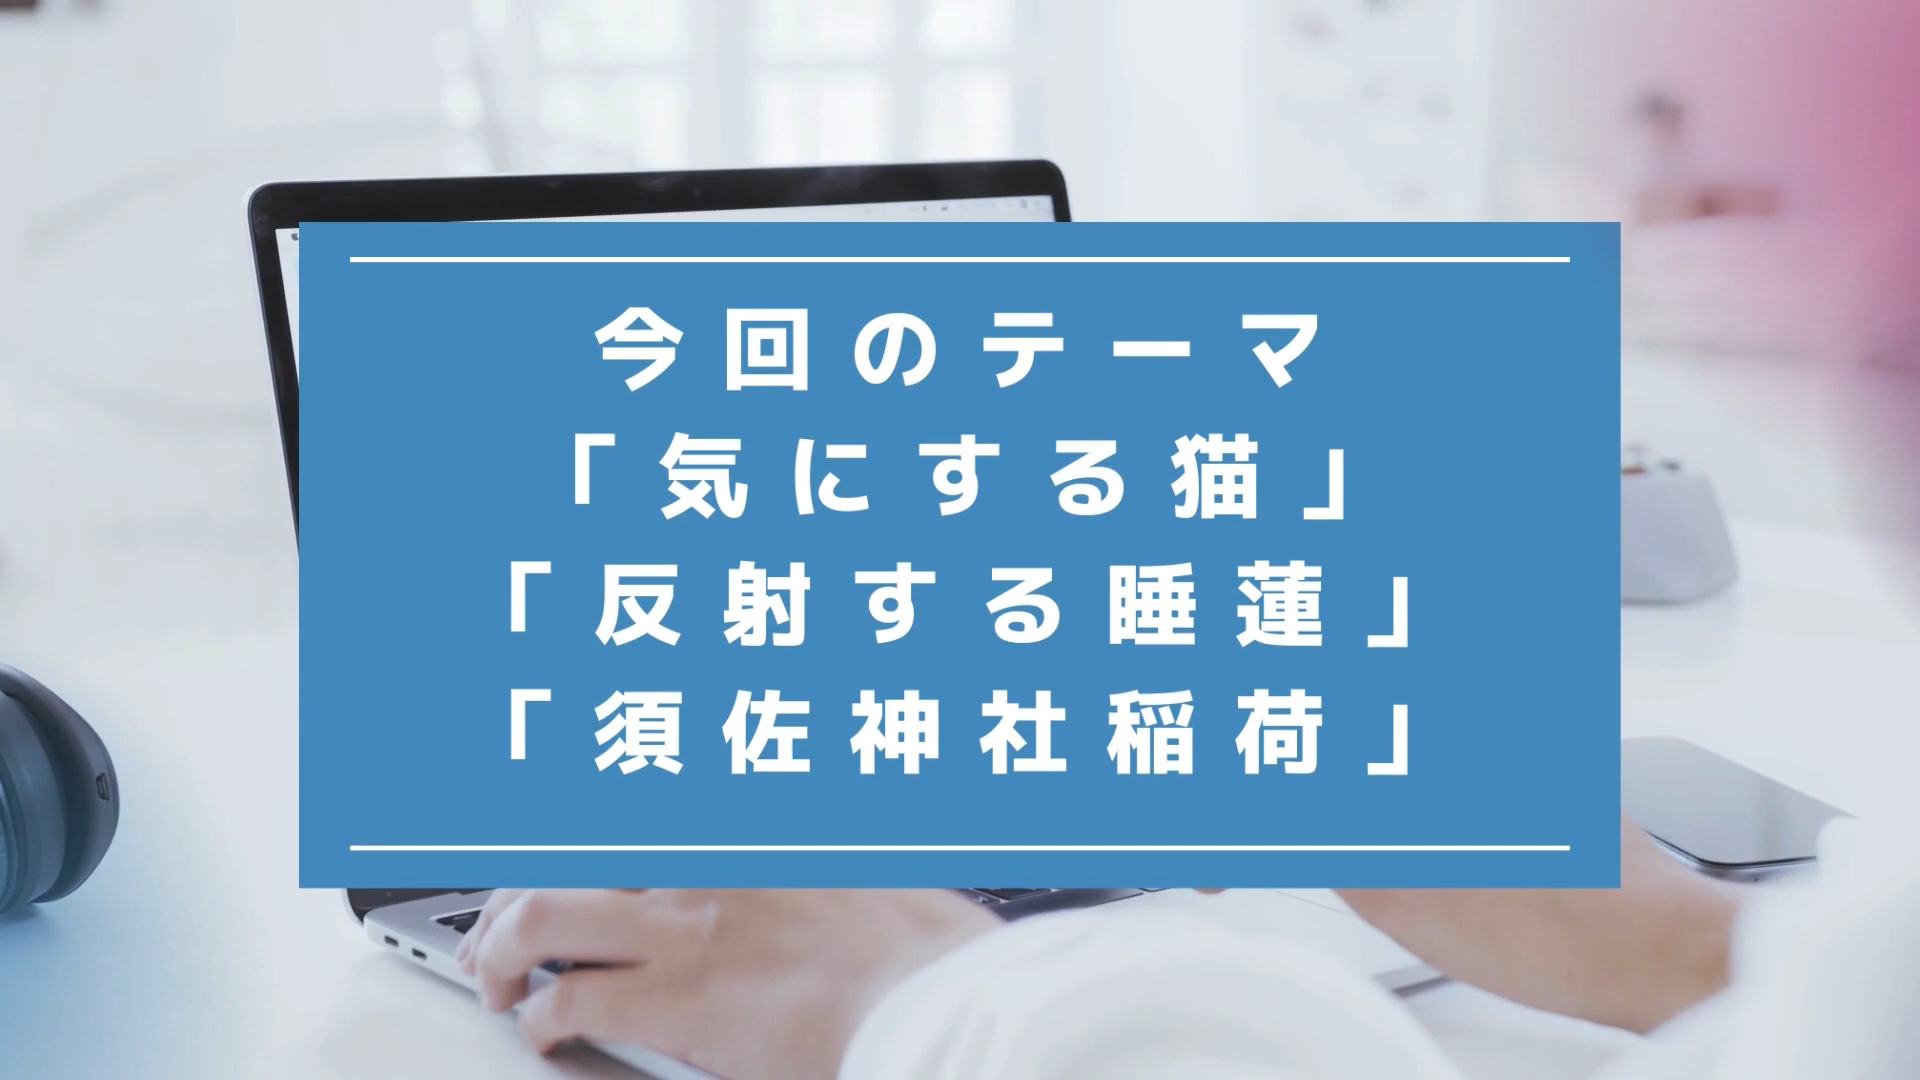 今回のテーマ
「気にする猫」
「反射する睡蓮」
「須佐神社稲荷」